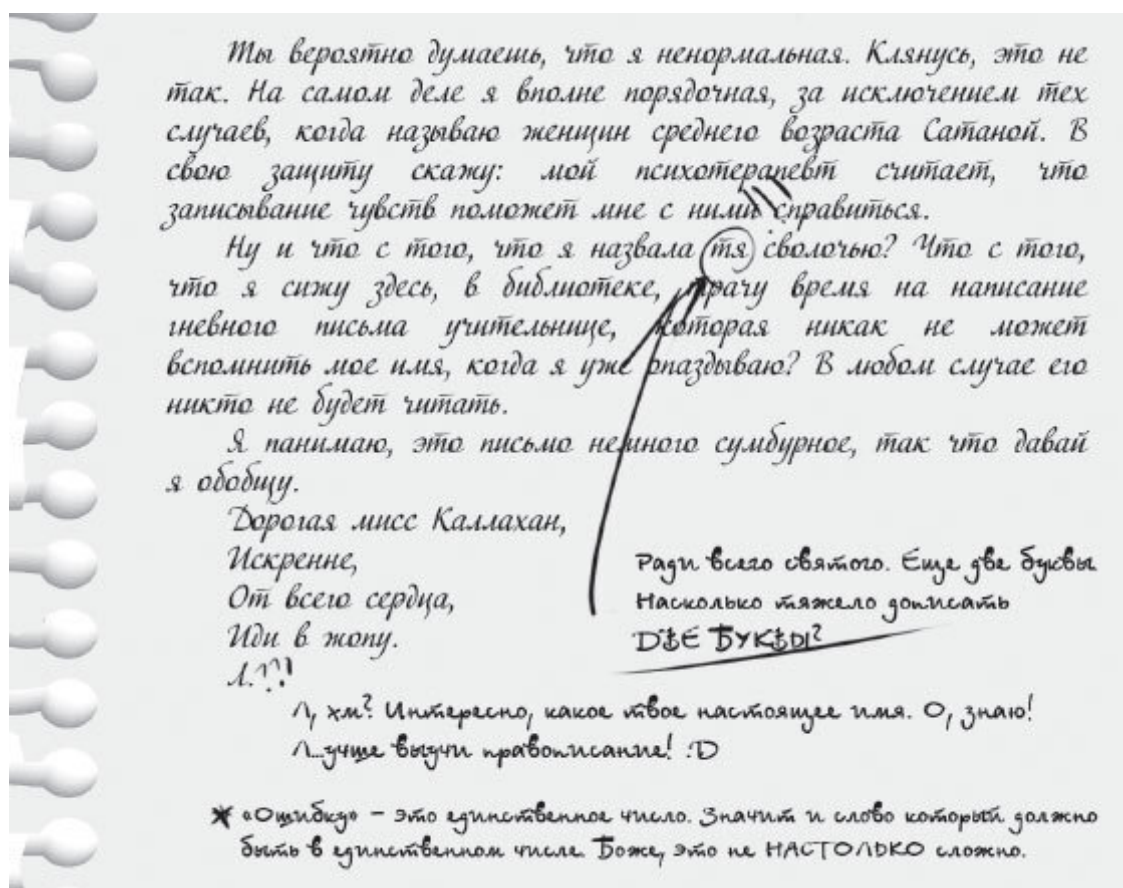 Ты вероятно думаешь, что я ненормальная. Клянусь, это не
так. На самом деле я вполне порядочная, за исключением тех
случаев, когда называю женщин среднего возраста Сатаной. В
свою защиту скажу: мой психотерапевт считает, что
записывание чувств поможет мне с ними справиться.
Ну и что с того, что я назвала тя сволочью? Что с того,
что я сижу здесь, в библиотеке, трачу время на написание
гневного письма учительнице, которая никак не может
вспомнить мое имя, когда я уже опаздываю? В любом случае его
никто не будет читать.
Я панимаю, это письмо немного сумбурное, так что давай
я обобщу.
Дорогая мисс Каллахан,
Искренне,
От всего сердца,
Иди в жопу.
Л.??!
Ради всего святого. Еще две буквы
Насколько тяжело дописать
ДВЕ БУКВЫ?
Л, хм? Интересно, какое твое настоящее имя. О, знаю!
Л...учше выучи правописание! :D
* «Ошибку» – это единственное число. Значит и слово который должно
быть в единственном числе. Боже, это не НАСТОЛЬКО сложно.